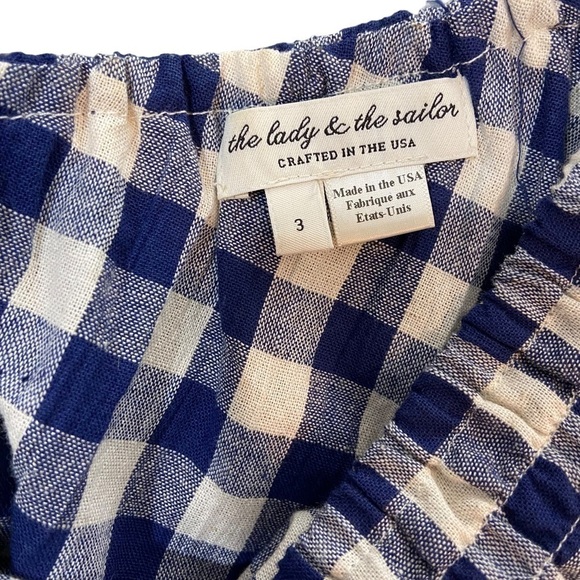 the lady & the sailor
CRAFTED IN THE USA
3
Made in the USA
Fabrique aux
Etats-Unis